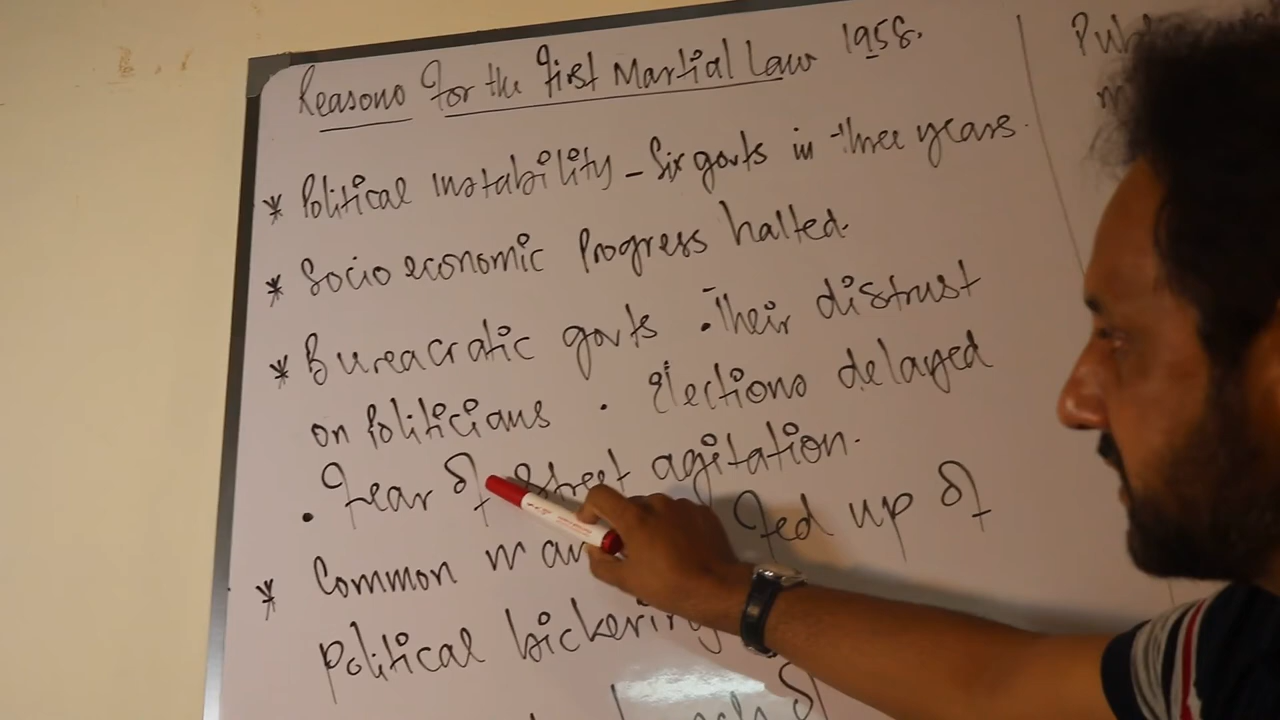 Reasons For the First Martial Law 1958.
* Political instability - Six govts in three years.
* Socio economic Progress halted.
* Bureacratic govts . Their distrust
on Politicians . Elections delayed
. Fear of street agitation.
* Common man fed up of
Political bickering